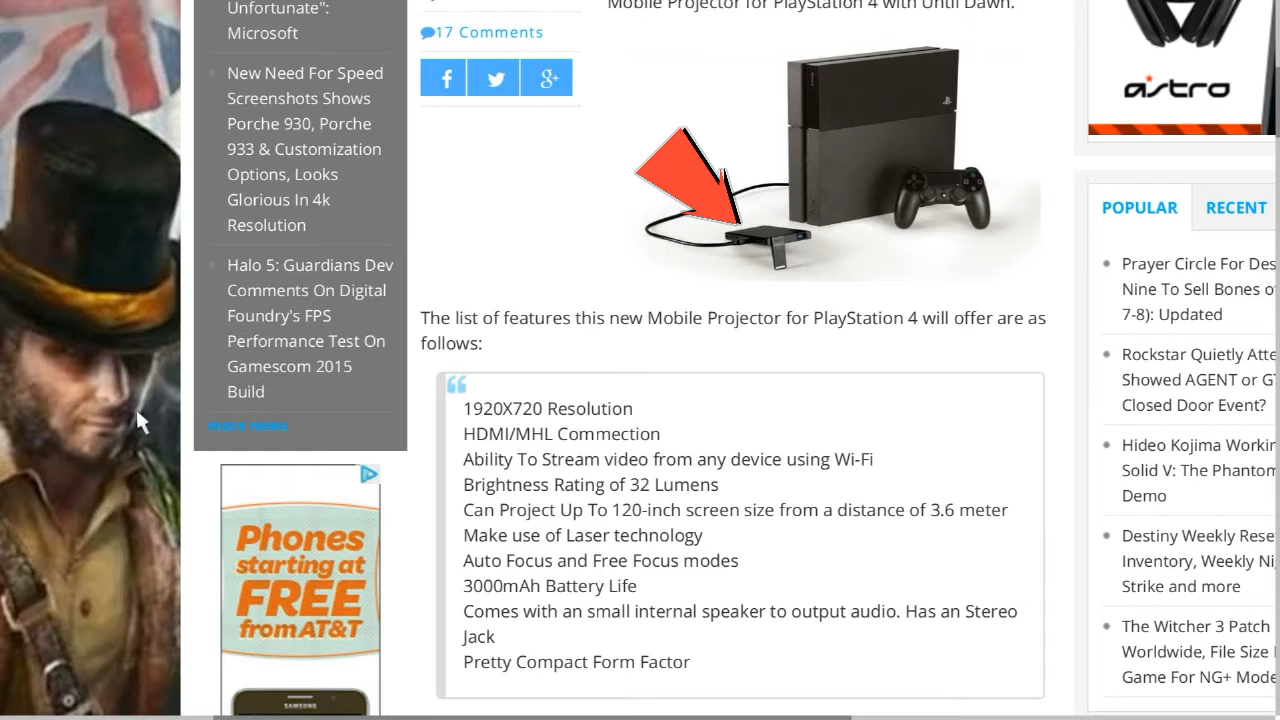 Unfortunate":
Microsoft
New Need For Speed
Screenshots Shows
Porche 930, Porche
933 & Customization
Options, Looks
Glorious In 4k
Resolution
Halo 5: Guardians Dev
Comments On Digital
Foundry's FPS
Performance Test On
Gamescom 2015
Build
more news
Phones
starting at
FREE
from AT&T
SAMSUNG
17 Comments
Mobile Projector for PlayStation 4 with Until Dawn.
The list of features this new Mobile Projector for PlayStation 4 will offer are as
follows:
1920X720 Resolution
HDMI/MHL Commection
Ability To Stream video from any device using Wi-Fi
Brightness Rating of 32 Lumens
Can Project Up To 120-inch screen size from a distance of 3.6 meter
Make use of Laser technology
Auto Focus and Free Focus modes
3000mAh Battery Life
Comes with an small internal speaker to output audio. Has an Stereo
Jack
Pretty Compact Form Factor
astro
POPULAR RECENT
Prayer Circle For Des
Nine To Sell Bones o
7-8): Updated
Rockstar Quietly Atte
Showed AGENT or G
Closed Door Event?
Hideo Kojima Workin
Solid V: The Phantom
Demo
Destiny Weekly Rese
Inventory, Weekly Ni
Strike and more
The Witcher 3 Patch
Worldwide, File Size
Game For NG+ Mode